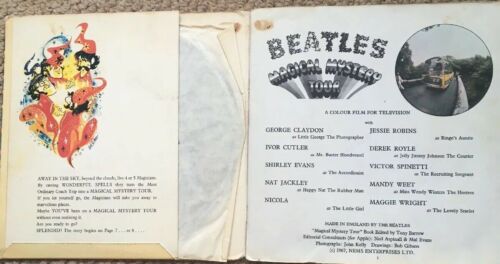 AWAY IN THE SKY, beyond the clouds, live 4 or 5 Magicians.
By casting WONDERFUL SPELLS they turn the Most
Ordinary Coach Trip into a MAGICAL MYSTERY TOUR.
If you let yourself go, the Magicians will take you away to
marvellous places.
Maybe YOU'VE been on a MAGICAL MYSTERY TOUR
without even realising it.
Are you ready to go?
SPLENDID! The story begins on Page 7 . . . or 8 . . .
BEATLES
MAGICAL MYSTERY
TOUR
A COLOUR FILM FOR TELEVISION
with
GEORGE CLAYDON
as Little George The Photographer
JESSIE ROBINS
as Ringo's Auntie
IVOR CUTLER
as Mr. Buster Bloodvessel
DEREK ROYLE
as Jolly Jimmy Johnson The Courier
SHIRLEY EVANS
as The Accordionist
VICTOR SPINETTI
as The Recruiting Sergeant
NAT JACKLEY
as Happy Nat The Rubber Man
MANDY WEET
as Miss Wendy Winters The Hostess
NICOLA
as The Little Girl
MAGGIE WRIGHT
as The Lovely Starlet
MADE IN ENGLAND BY THE BEATLES
"Magical Mystery Tour" Book Edited by Tony Barrow
Editorial Consultants (for Apple): Neil Aspinall & Mal Evans
Photographs: John Kelly Drawings: Bob Gibson
(c) 1967, NEMS ENTERPRISES LTD.